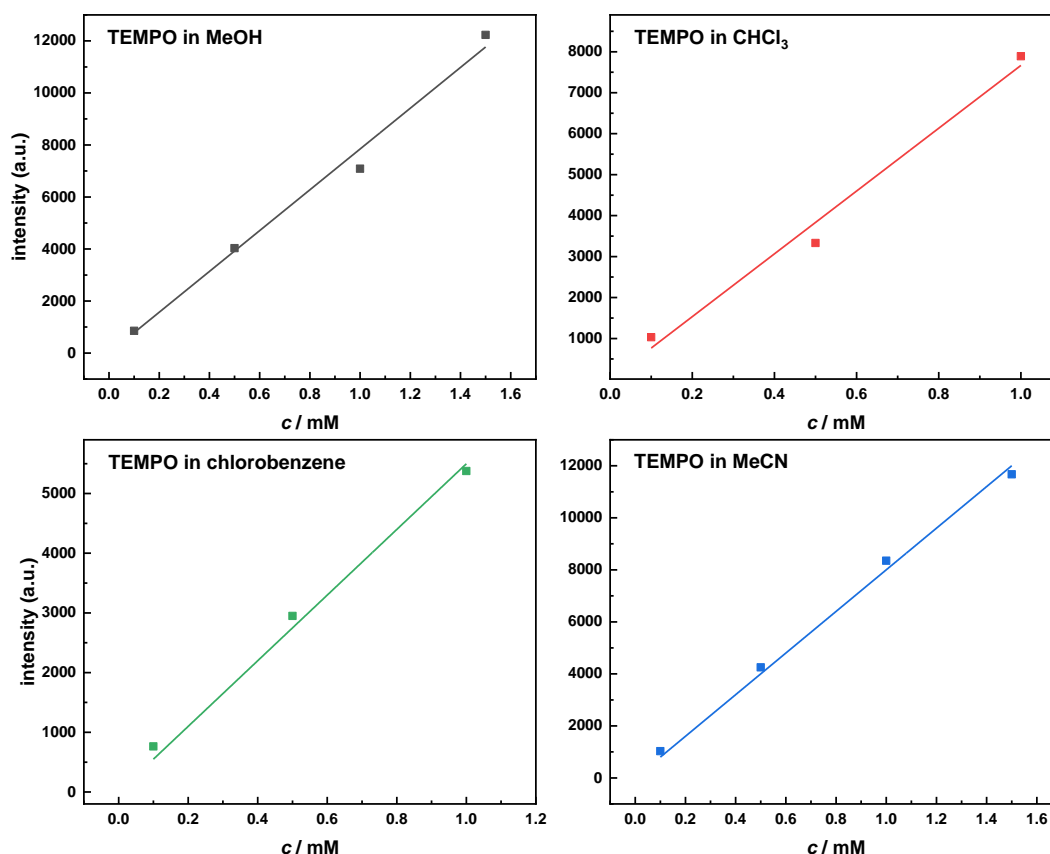 TEMPO in MeOH
intensity (a.u.)
12000
10000
8000
6000
4000
2000
0
0.0 0.2 0.4 0.6 0.8 1.0 1.2 1.4 1.6
c / mM
TEMPO in CHCl₃
8000
7000
6000
5000
4000
3000
2000
1000
0.0 0.2 0.4 0.6 0.8 1.0
c / mM
TEMPO in chlorobenzene
intensity (a.u.)
5000
4000
3000
2000
1000
0
0.0 0.2 0.4 0.6 0.8 1.0 1.2
c / mM
TEMPO in MeCN
12000
10000
8000
6000
4000
2000
0
0.0 0.2 0.4 0.6 0.8 1.0 1.2 1.4 1.6
c / mM